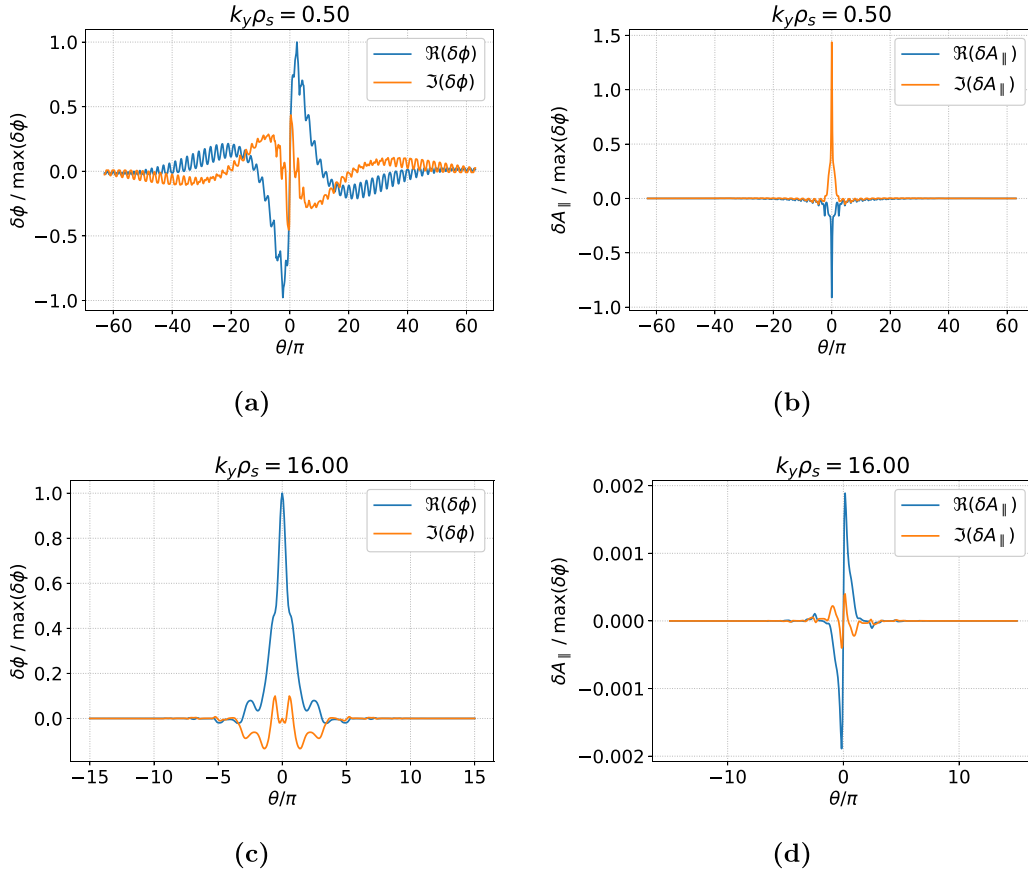 k_yρ_s = 0.50
ℜ(δϕ)
ℑ(δϕ)
1.0
0.5
0.0
−0.5
−1.0
δϕ / max(δϕ)
−60 −40 −20 0 20 40 60
θ/π
(a)
k_yρ_s = 0.50
ℜ(δA_∥)
ℑ(δA_∥)
1.5
1.0
0.5
0.0
−0.5
−1.0
δA_∥ / max(δϕ)
−60 −40 −20 0 20 40 60
θ/π
(b)
k_yρ_s = 16.00
ℜ(δϕ)
ℑ(δϕ)
1.0
0.8
0.6
0.4
0.2
0.0
δϕ / max(δϕ)
−15 −10 −5 0 5 10 15
θ/π
(c)
k_yρ_s = 16.00
ℜ(δA_∥)
ℑ(δA_∥)
0.002
0.001
0.000
−0.001
−0.002
δA_∥ / max(δϕ)
−10 0 10
θ/π
(d)